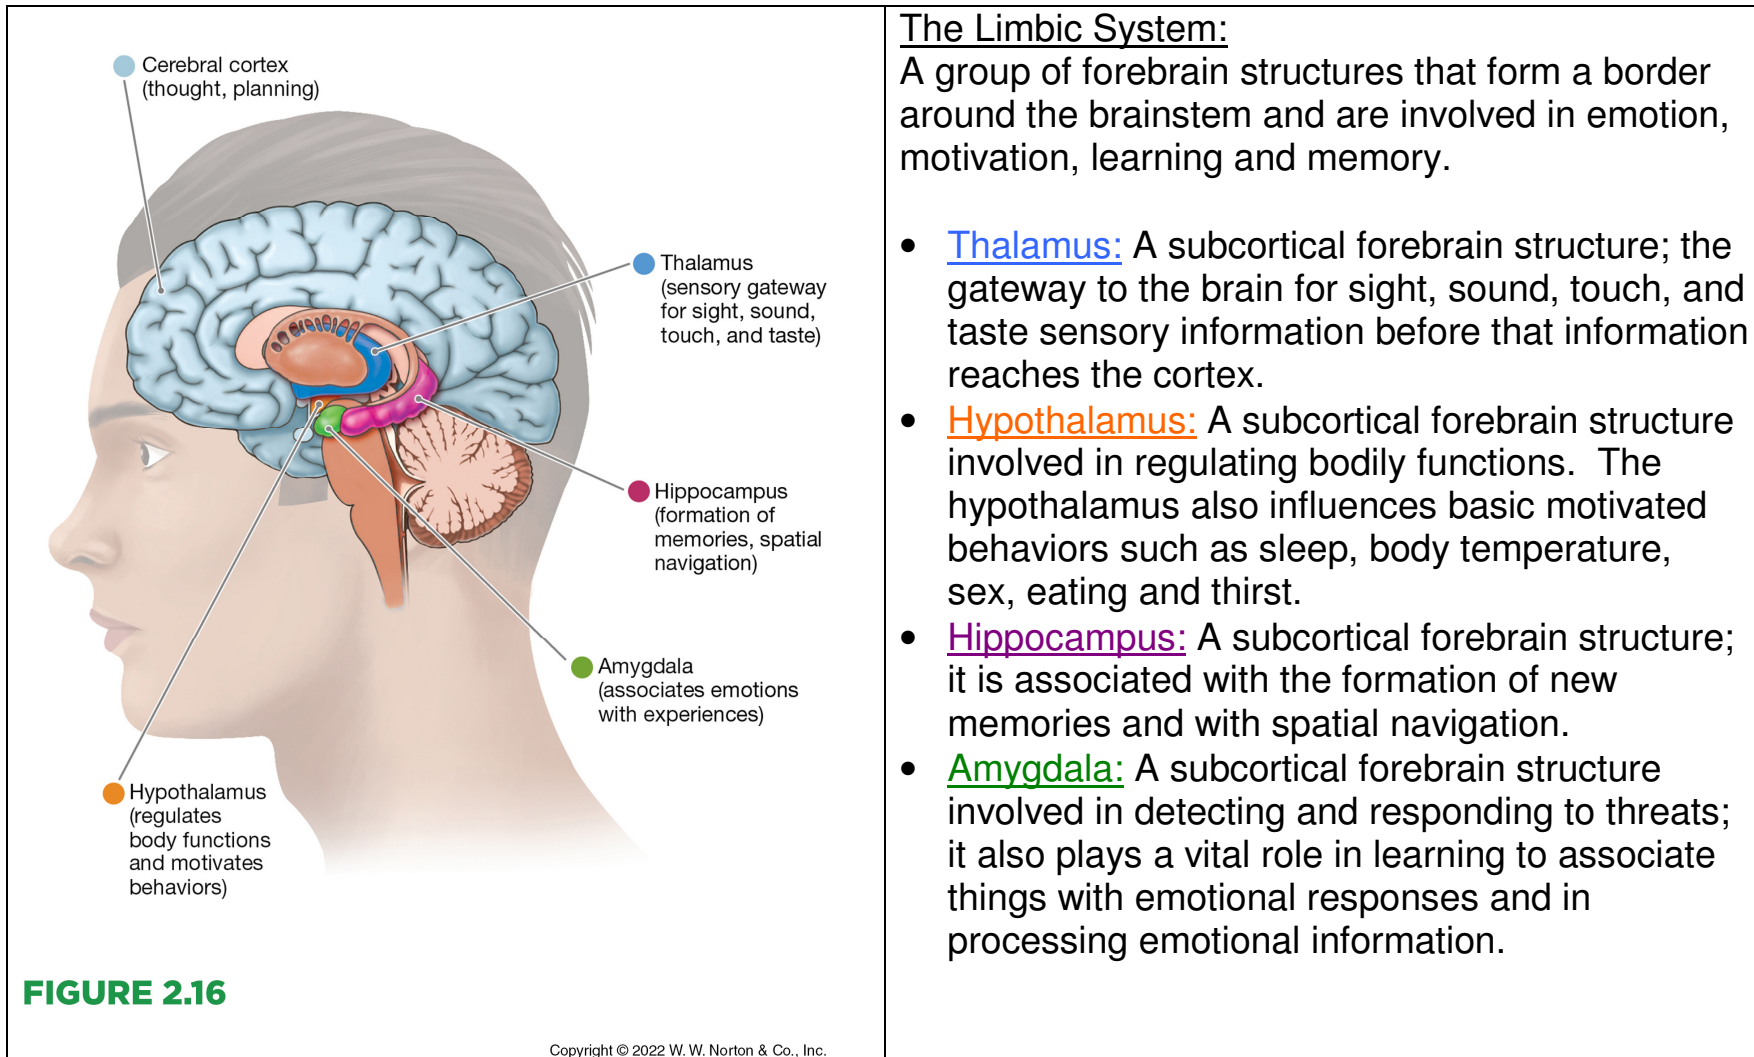 Cerebral cortex
(thought, planning)
Thalamus
(sensory gateway
for sight, sound,
touch, and taste)
Hippocampus
(formation of
memories, spatial
navigation)
Amygdala
(associates emotions
with experiences)
Hypothalamus
(regulates
body functions
and motivates
behaviors)
FIGURE 2.16
Copyright © 2022 W. W. Norton & Co., Inc.
The Limbic System:
A group of forebrain structures that form a border
around the brainstem and are involved in emotion,
motivation, learning and memory.
• Thalamus: A subcortical forebrain structure; the
gateway to the brain for sight, sound, touch, and
taste sensory information before that information
reaches the cortex.
• Hypothalamus: A subcortical forebrain structure
involved in regulating bodily functions.  The
hypothalamus also influences basic motivated
behaviors such as sleep, body temperature,
sex, eating and thirst.
• Hippocampus: A subcortical forebrain structure;
it is associated with the formation of new
memories and with spatial navigation.
• Amygdala: A subcortical forebrain structure
involved in detecting and responding to threats;
it also plays a vital role in learning to associate
things with emotional responses and in
processing emotional information.